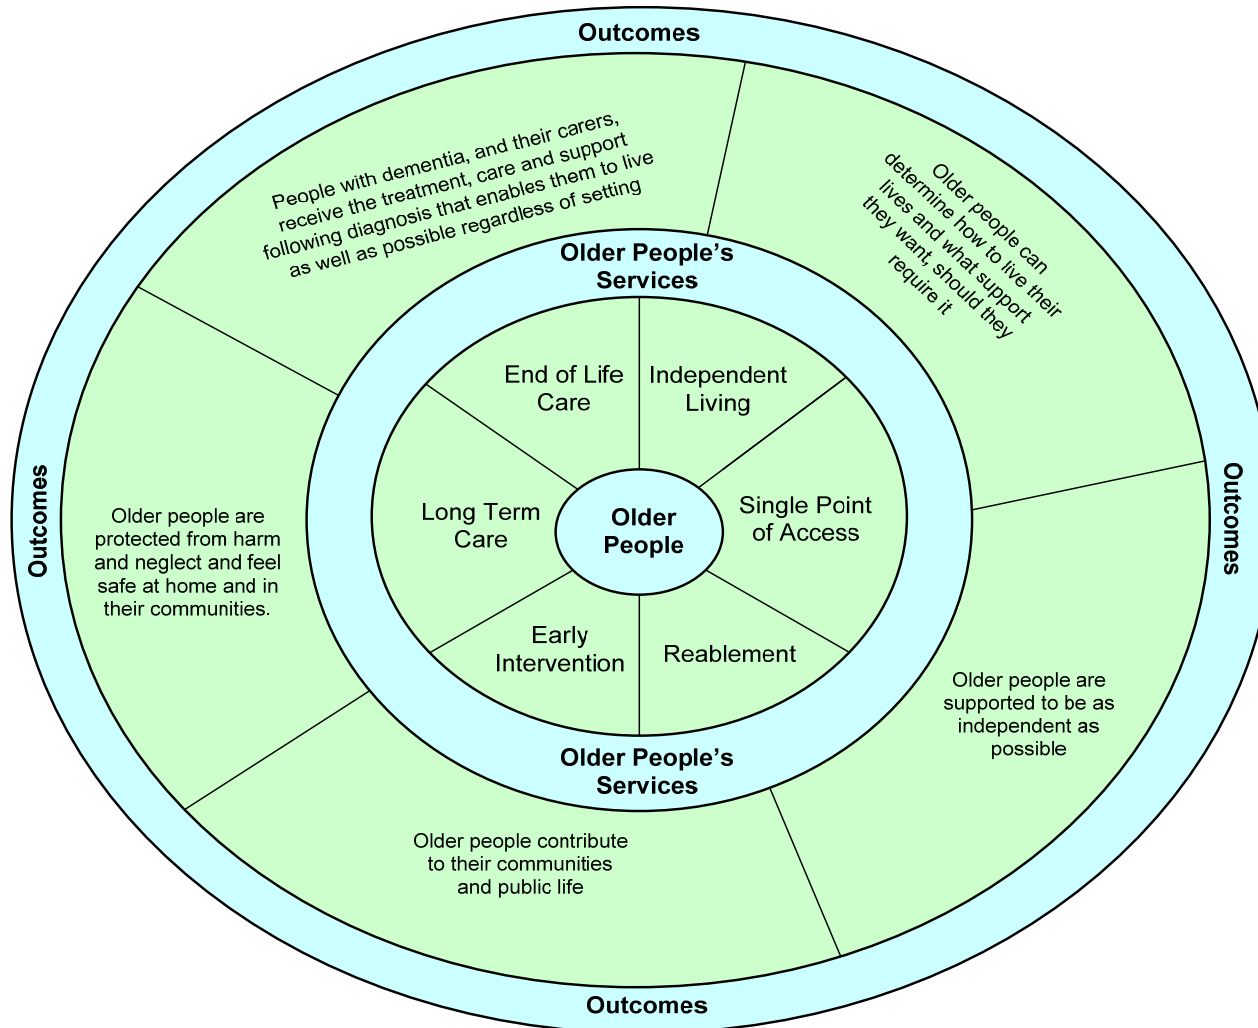 Outcomes
People with dementia, and their carers,
receive the treatment, care and support
following diagnosis that enables them to live
as well as possible regardless of setting
Older people can
determine how to live their
lives and what support
they want, should they
require it
Older People's
Services
End of Life
Care
Independent
Living
Long Term
Care
Older
People
Single Point
of Access
Early
Intervention
Reablement
Older People's
Services
Outcomes
Older people are
protected from harm
and neglect and feel
safe at home and in
their communities.
Outcomes
Older people are
supported to be as
independent as
possible
Older people contribute
to their communities
and public life
Outcomes